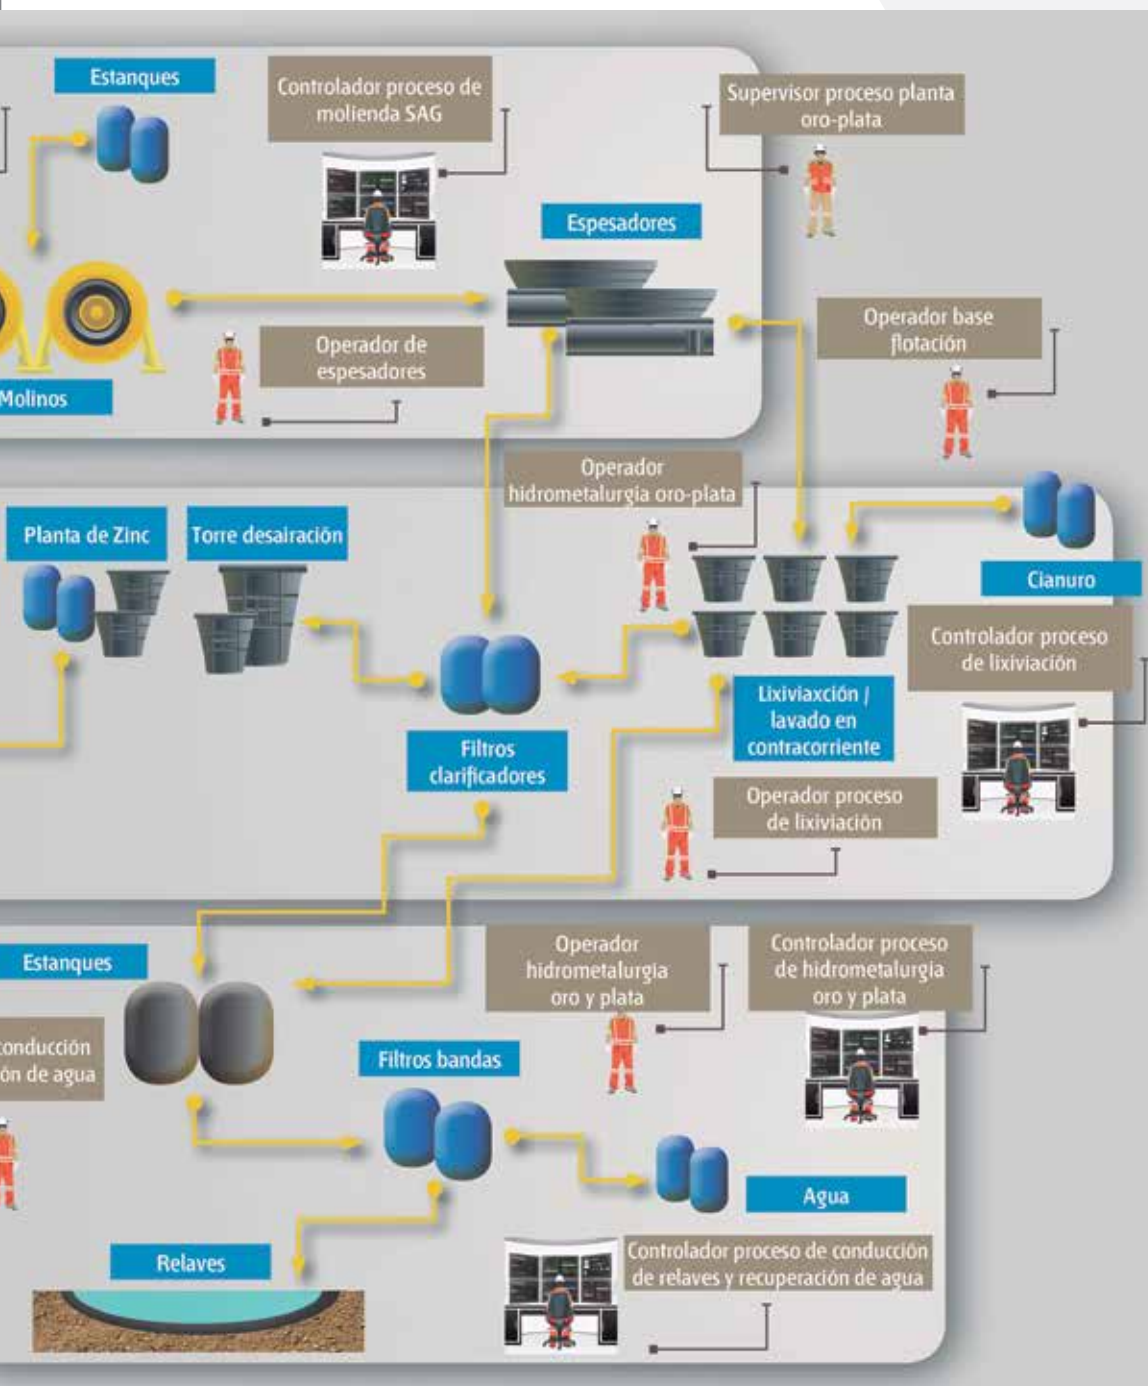 Estanques
Controlador proceso de
molienda SAG
Supervisor proceso planta
oro-plata
Espesadores
Operador base
flotación
Operador de
espesadores
Molinos
Operador
hidrometalurgia oro-plata
Planta de Zinc
Torre desairación
Cianuro
Controlador proceso
de lixiviación
Lixiviaxción /
lavado en
contracorriente
Filtros
clarificadores
Operador proceso
de lixiviación
Estanques
Operador
hidrometalurgia
oro y plata
Controlador proceso
de hidrometalurgia
oro y plata
conducción
ón de agua
Filtros bandas
Agua
Relaves
Controlador proceso de conducción
de relaves y recuperación de agua